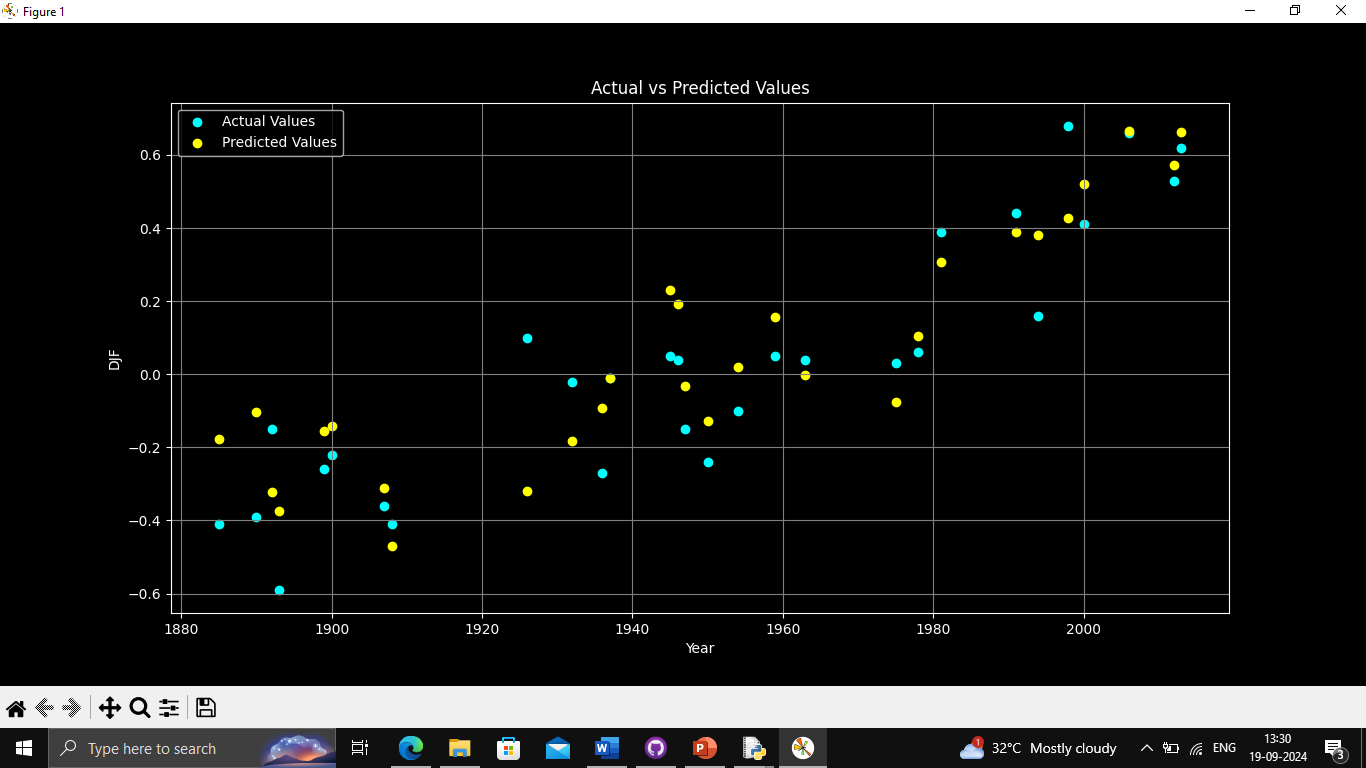 Figure 1
Actual vs Predicted Values
Actual Values
Predicted Values
0.6
0.4
0.2
0.0
−0.2
−0.4
−0.6
DJF
1880 1900 1920 1940 1960 1980 2000
Year
Type here to search
1
32°C Mostly cloudy
ENG
13:30
19-09-2024
3